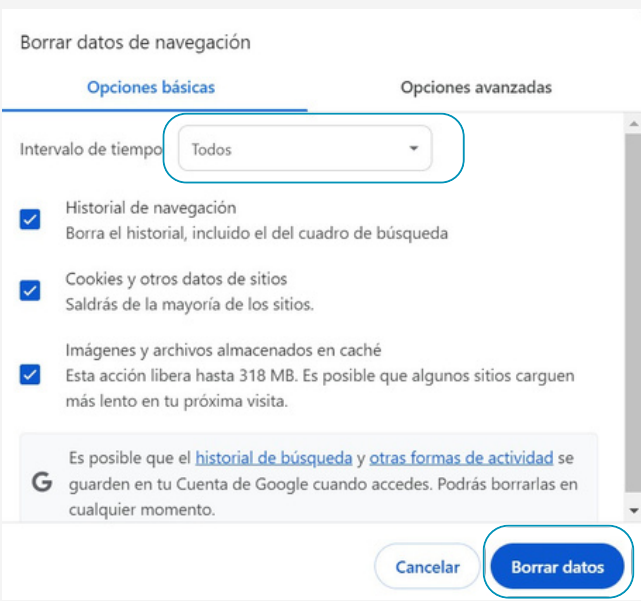 Borrar datos de navegación
Opciones básicas
Opciones avanzadas
Intervalo de tiempo
Todos
Historial de navegación
Borra el historial, incluido el del cuadro de búsqueda
Cookies y otros datos de sitios
Saldrás de la mayoría de los sitios.
Imágenes y archivos almacenados en caché
Esta acción libera hasta 318 MB. Es posible que algunos sitios carguen
más lento en tu próxima visita.
Es posible que el historial de búsqueda y otras formas de actividad se
G
guarden en tu Cuenta de Google cuando accedes. Podrás borrarlas en
cualquier momento.
Cancelar
Borrar datos